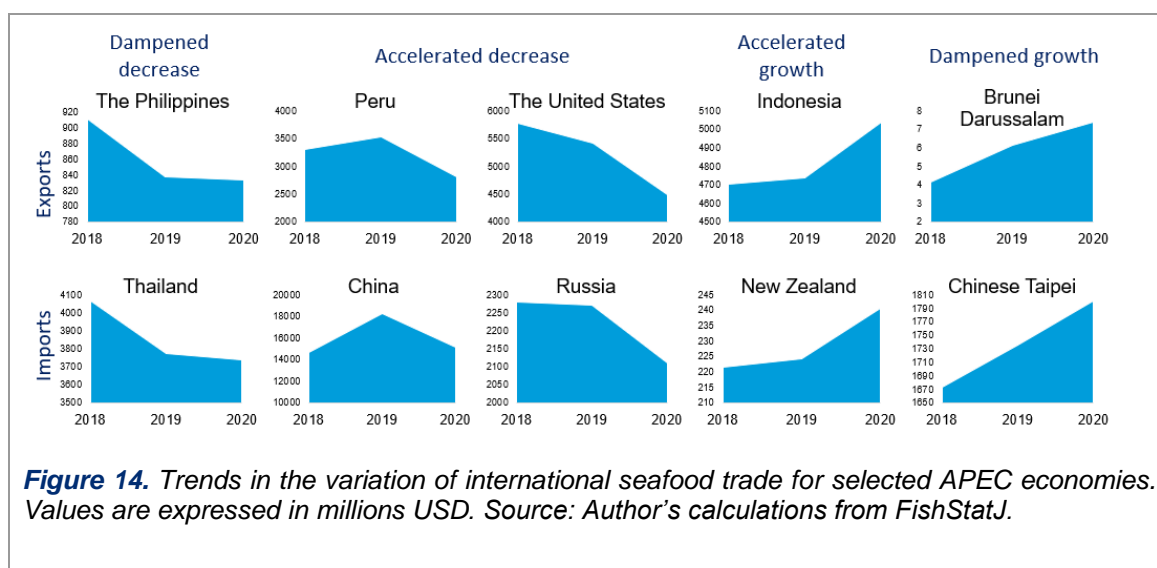 Dampened decrease
Accelerated decrease
Accelerated growth
Dampened growth
Exports
The Philippines
920
900
880
860
840
820
800
780
2018 2019 2020
Peru
4000
3500
3000
2500
2000
2018 2019 2020
The United States
6000
5500
5000
4500
4000
2018 2019 2020
Indonesia
5100
5000
4900
4800
4700
4600
4500
2018 2019 2020
Brunei
Darussalam
8
7
6
5
4
3
2
2018 2019 2020
Imports
Thailand
4100
4000
3900
3800
3700
3600
3500
2018 2019 2020
China
20000
18000
16000
14000
12000
10000
2018 2019 2020
Russia
2300
2250
2200
2150
2100
2050
2000
2018 2019 2020
New Zealand
245
240
235
230
225
220
215
210
2018 2019 2020
Chinese Taipei
1810
1790
1770
1750
1730
1710
1690
1670
1650
2018 2019 2020
Figure 14. Trends in the variation of international seafood trade for selected APEC economies.
Values are expressed in millions USD. Source: Author's calculations from FishStatJ.